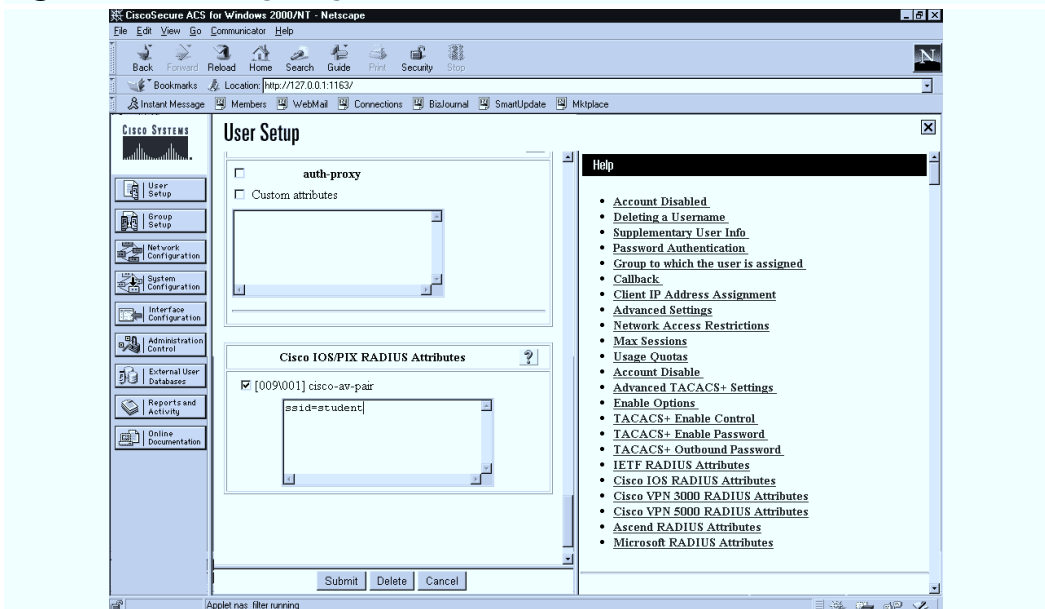 CiscoSecure ACS for Windows 2000/NT - Netscape
File Edit View Go Communicator Help
Back Forward Reload Home Search Guide Print Security Stop
N
Bookmarks Location: http://127.0.0.1:1163/
Instant Message Members WebMail Connections BizJournal SmartUpdate Mktplace
CISCO SYSTEMS
User Setup
Group Setup
Network Configuration
System Configuration
Interface Configuration
Administration Control
External User Databases
Reports and Activity
Online Documentation
User Setup
auth-proxy
Custom attributes
Cisco IOS/PIX RADIUS Attributes ?
[009\001] cisco-av-pair
ssid=student
Submit Delete Cancel
Help
Account Disabled
Deleting a Username
Supplementary User Info
Password Authentication
Group to which the user is assigned
Callback
Client IP Address Assignment
Advanced Settings
Network Access Restrictions
Max Sessions
Usage Quotas
Account Disable
Advanced TACACS+ Settings
Enable Options
TACACS+ Enable Control
TACACS+ Enable Password
TACACS+ Outbound Password
IETF RADIUS Attributes
Cisco IOS RADIUS Attributes
Cisco VPN 3000 RADIUS Attributes
Cisco VPN 5000 RADIUS Attributes
Ascend RADIUS Attributes
Microsoft RADIUS Attributes
Applet nas_filter running